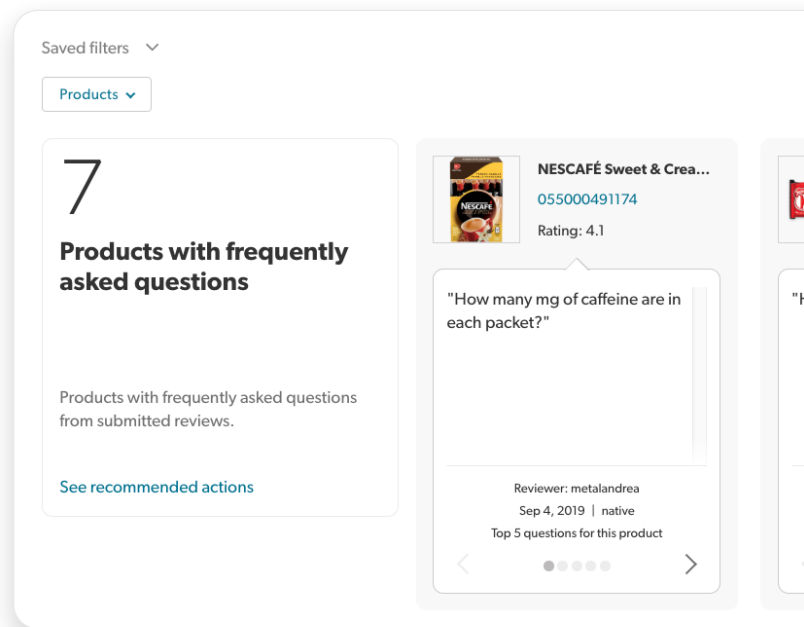 Saved filters
Products
7
Products with frequently
asked questions
Products with frequently asked questions
from submitted reviews.
See recommended actions
NESCAFÉ
NESCAFÉ Sweet & Crea...
055000491174
Rating: 4.1
"How many mg of caffeine are in
each packet?"
Reviewer: metalandrea
Sep 4, 2019 | native
Top 5 questions for this product